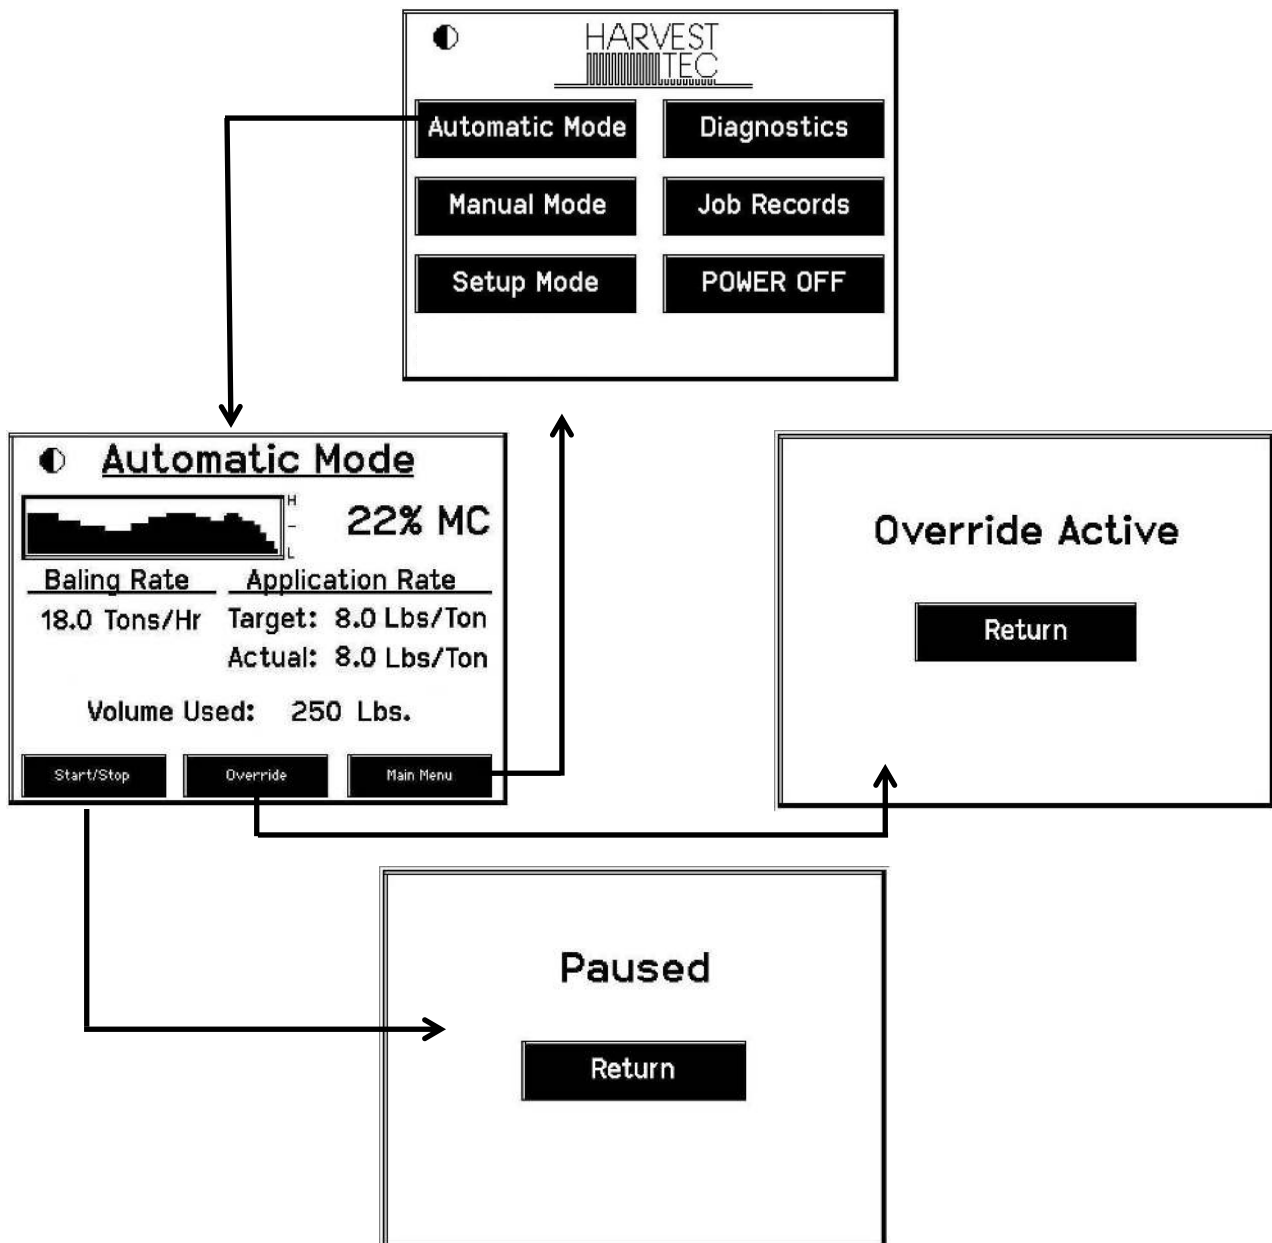 HARVEST
TEC
Automatic Mode
Diagnostics
Manual Mode
Job Records
Setup Mode
POWER OFF
Automatic Mode
H
-
L
22% MC
Baling Rate
Application Rate
18.0 Tons/Hr
Target: 8.0 Lbs/Ton
Actual: 8.0 Lbs/Ton
Volume Used: 250 Lbs.
Start/Stop
Override
Main Menu
Override Active
Return
Paused
Return